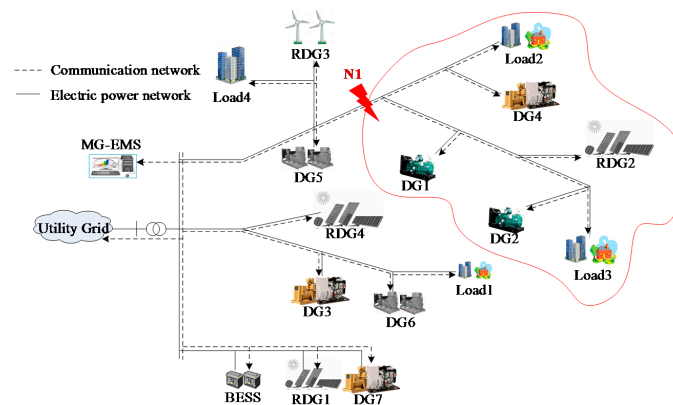 RDG3
Load2
N1
Communication network
Load4
Electric power network
DG4
MG-EMS
DG5
RDG2
DG1
Utility Grid
RDG4
DG2
Load3
Load1
DG3
DG6
BESS
RDG1
DG7